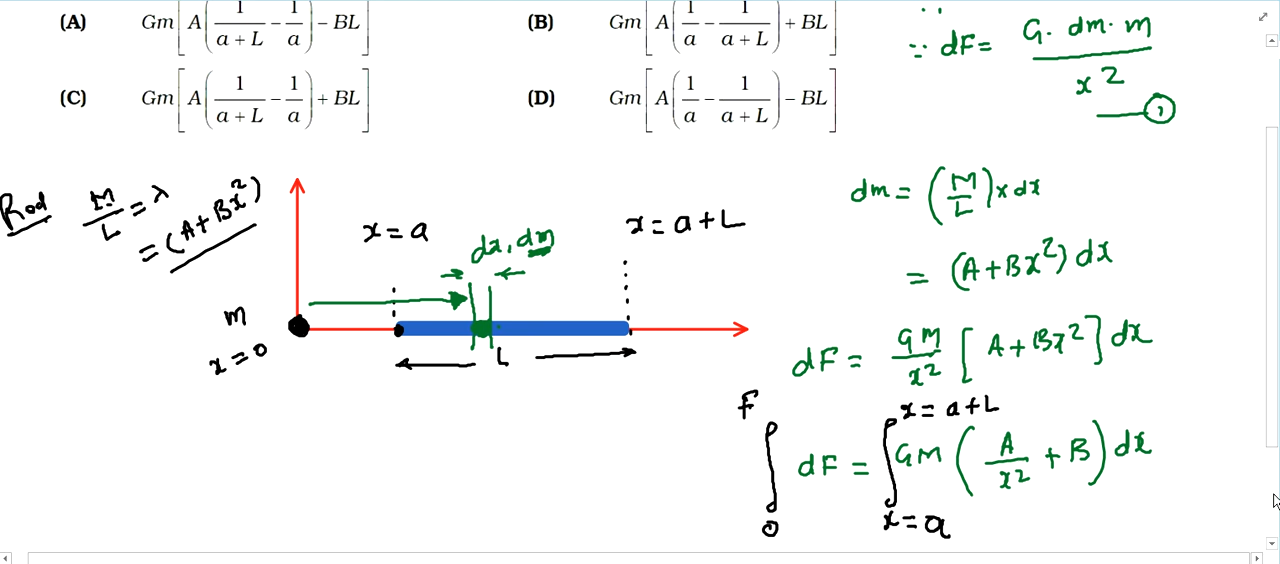 (A) Gm[A(1/(a + L) − 1/a) − BL]
(B) Gm[A(1/a − 1/(a + L)) + BL]
(C) Gm[A(1/(a + L) − 1/a) + BL]
(D) Gm[A(1/a − 1/(a + L)) − BL]
∵ dF = G. dm. m / x²
— ①
Rod M/L = λ
= (A + Bx²)
x = a
dx, dm
x = a + L
m
x = 0
L
dm = (M/L) x dx
= (A + Bx²) dx
dF = GM/x² [A + Bx²] dx
F x = a + L
∫ dF = ∫ GM (A/x² + B) dx
0 x = a